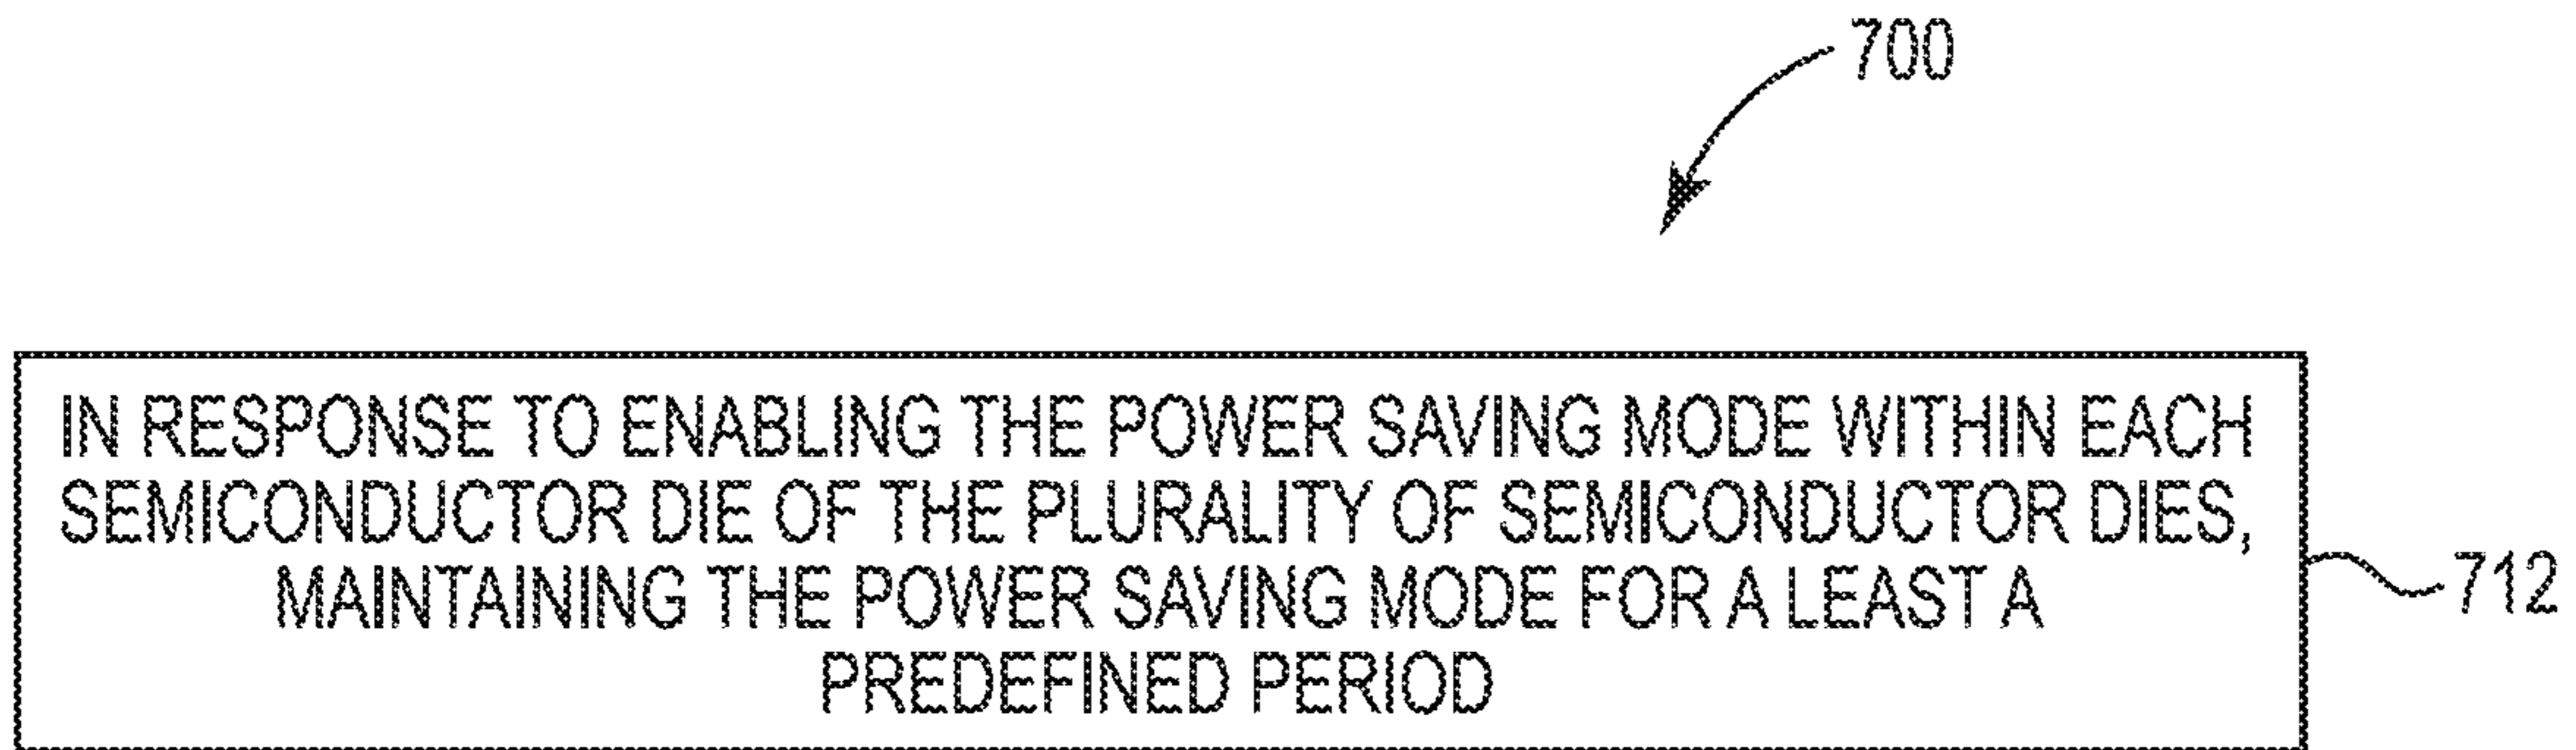 700
IN RESPONSE TO ENABLING THE POWER SAVING MODE WITHIN EACH
SEMICONDUCTOR DIE OF THE PLURALITY OF SEMICONDUCTOR DIES,
MAINTAINING THE POWER SAVING MODE FOR A LEAST A
PREDEFINED PERIOD
712